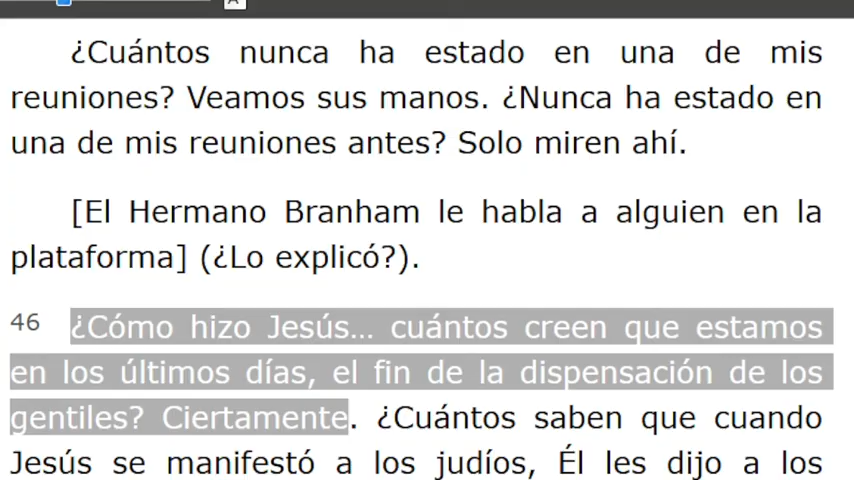 ¿Cuántos nunca ha estado en una de mis
reuniones? Veamos sus manos. ¿Nunca ha estado en
una de mis reuniones antes? Solo miren ahí.
[El Hermano Branham le habla a alguien en la
plataforma] (¿Lo explicó?).
46 ¿Cómo hizo Jesús... cuántos creen que estamos
en los últimos días, el fin de la dispensación de los
gentiles? Ciertamente. ¿Cuántos saben que cuando
Jesús se manifestó a los judíos, Él les dijo a los